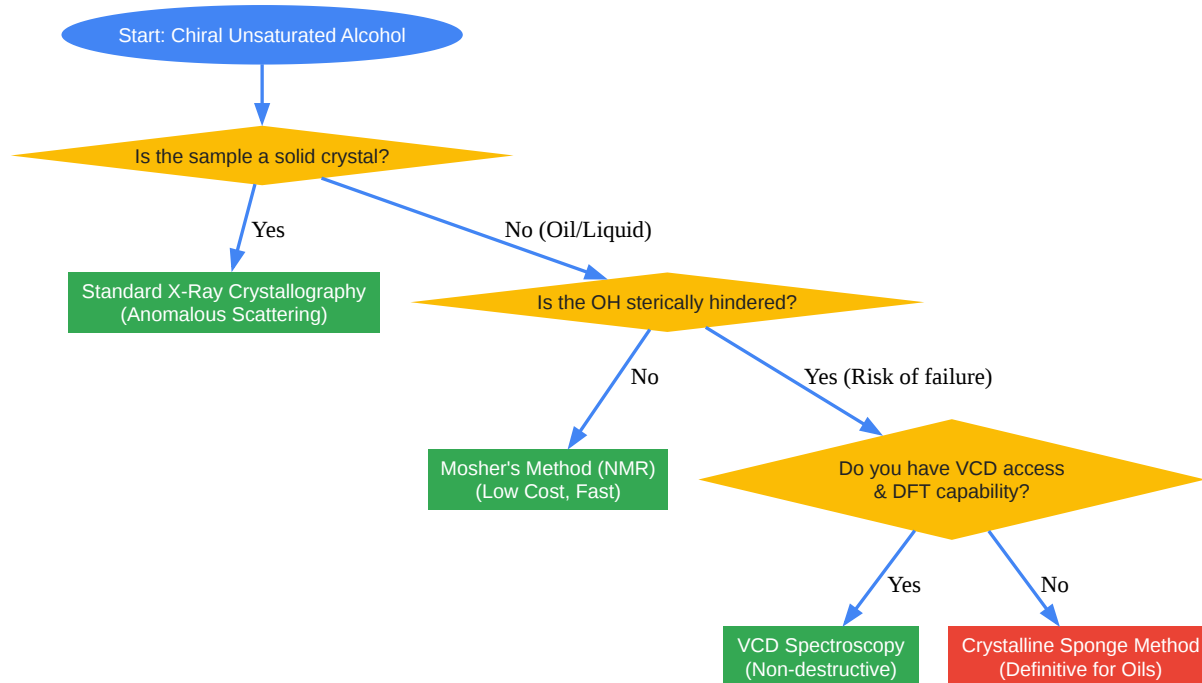 Start: Chiral Unsaturated Alcohol
Is the sample a solid crystal?
Yes
No (Oil/Liquid)
Standard X-Ray Crystallography
(Anomalous Scattering)
Is the OH sterically hindered?
No
Yes (Risk of failure)
Mosher's Method (NMR)
(Low Cost, Fast)
Do you have VCD access
& DFT capability?
Yes
No
VCD Spectroscopy
(Non-destructive)
Crystalline Sponge Method
(Definitive for Oils)